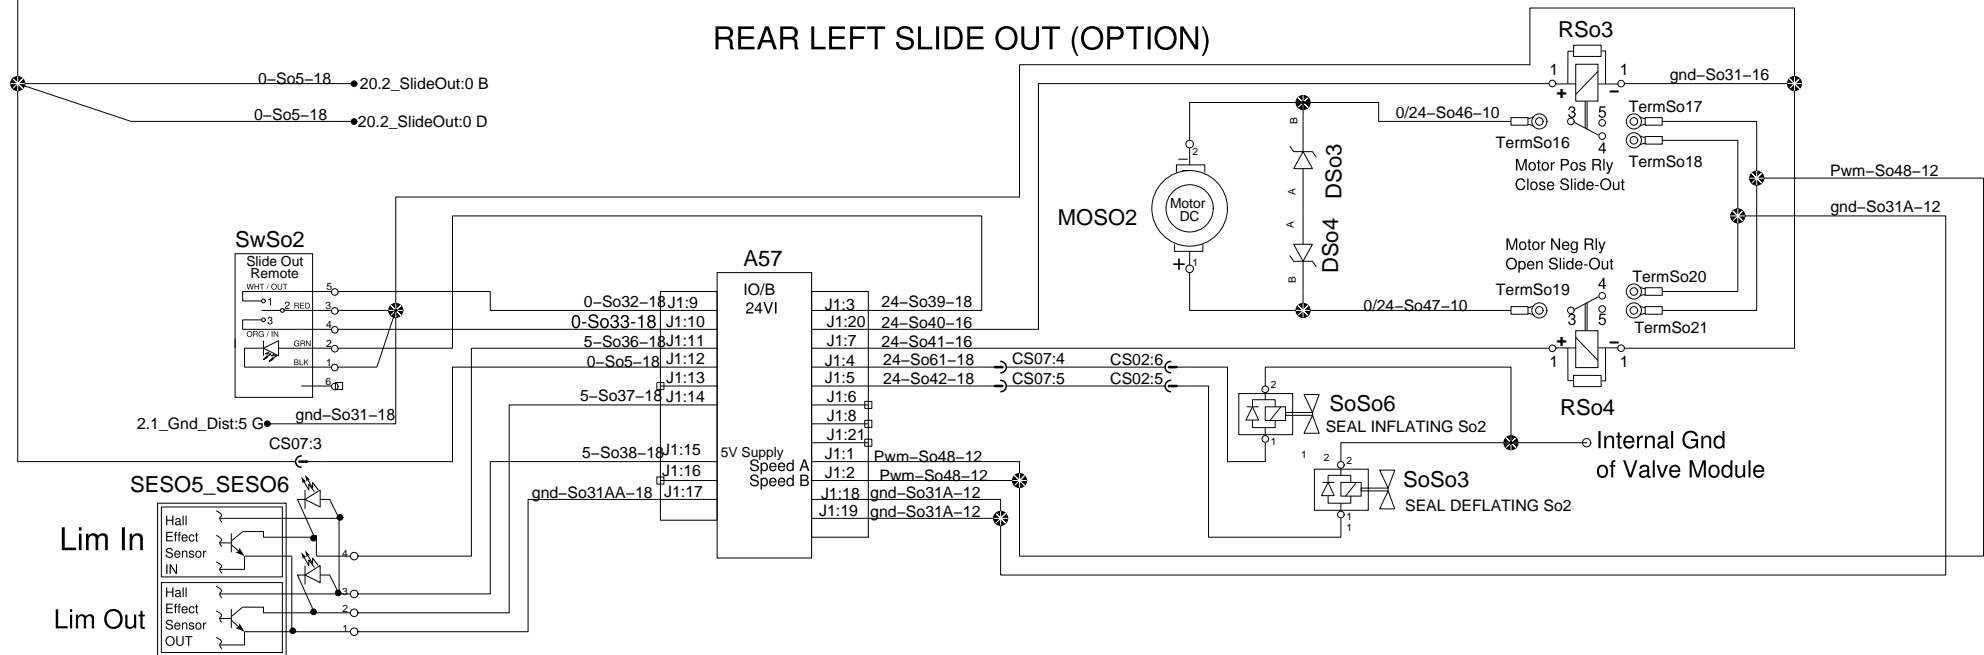 REAR LEFT SLIDE OUT (OPTION)
0-So5-18
20.2_SlideOut:0 B
0-So5-18
20.2_SlideOut:0 D
SwSo2
Slide Out
Remote
WHT / OUT
1
2 RED
3
ORG / IN
GRN
BLK
5
3
4
2
1
6
2.1_Gnd_Dist:5 G
gnd-So31-18
CS07:3
SESO5_SESO6
Lim In
Hall
Effect
Sensor
IN
Lim Out
Hall
Effect
Sensor
OUT
4
3
2
1
0-So32-18
0-So33-18
5-So36-18
0-So5-18
5-So37-18
5-So38-18
gnd-So31AA-18
A57
IO/B
24VI
J1:9
J1:10
J1:11
J1:12
J1:13
J1:14
J1:15
J1:16
J1:17
5V Supply
Speed A
Speed B
J1:3
J1:20
J1:7
J1:4
J1:5
J1:6
J1:8
J1:21
J1:1
J1:2
J1:18
J1:19
24-So39-18
24-So40-16
24-So41-16
24-So61-18
24-So42-18
Pwm-So48-12
Pwm-So48-12
gnd-So31A-12
gnd-So31A-12
CS07:4
CS02:6
CS07:5
CS02:5
MOSO2
Motor
DC
2
−
+
1
B
A
A
B
DSo3
DSo4
0/24-So46-10
0/24-So47-10
RSo3
1
1
+
−
gnd-So31-16
3
5
4
TermSo16
TermSo17
TermSo18
Motor Pos Rly
Close Slide-Out
Pwm-So48-12
gnd-So31A-12
Motor Neg Rly
Open Slide-Out
TermSo19
TermSo20
TermSo21
4
3
5
+
−
1
1
RSo4
2
1
SoSo6
SEAL INFLATING So2
1
2
2
1
1
SoSo3
SEAL DEFLATING So2
Internal Gnd
of Valve Module